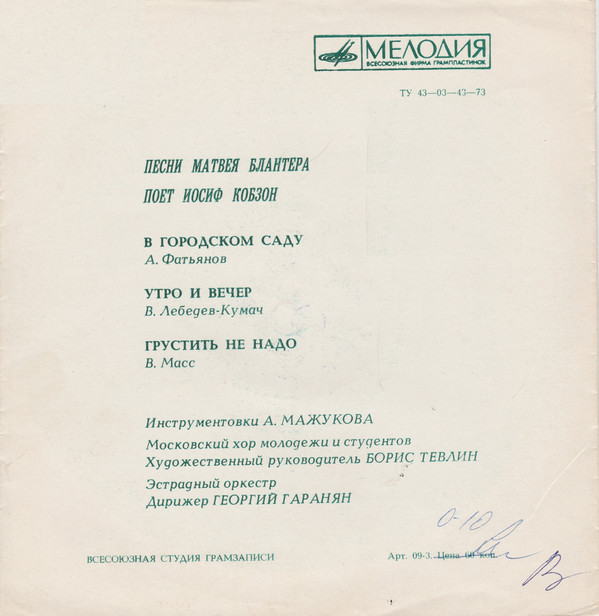 МЕЛОДИЯ
ВСЕСОЮЗНАЯ ФИРМА ГРАМПЛАСТИНОК
ТУ 43—03—43—73
ПЕСНИ МАТВЕЯ БЛАНТЕРА
ПОЕТ ИОСИФ КОБЗОН
В ГОРОДСКОМ САДУ
А. Фатьянов
УТРО И ВЕЧЕР
В. Лебедев-Кумач
ГРУСТИТЬ НЕ НАДО
В. Масс
Инструментовки А. МАЖУКОВА
Московский хор молодежи и студентов
Художественный руководитель БОРИС ТЕВЛИН
Эстрадный оркестр
Дирижер ГЕОРГИЙ ГАРАНЯН
0-10
ВСЕСОЮЗНАЯ СТУДИЯ ГРАМЗАПИСИ
Арт. 09-3. Цена 60 коп.